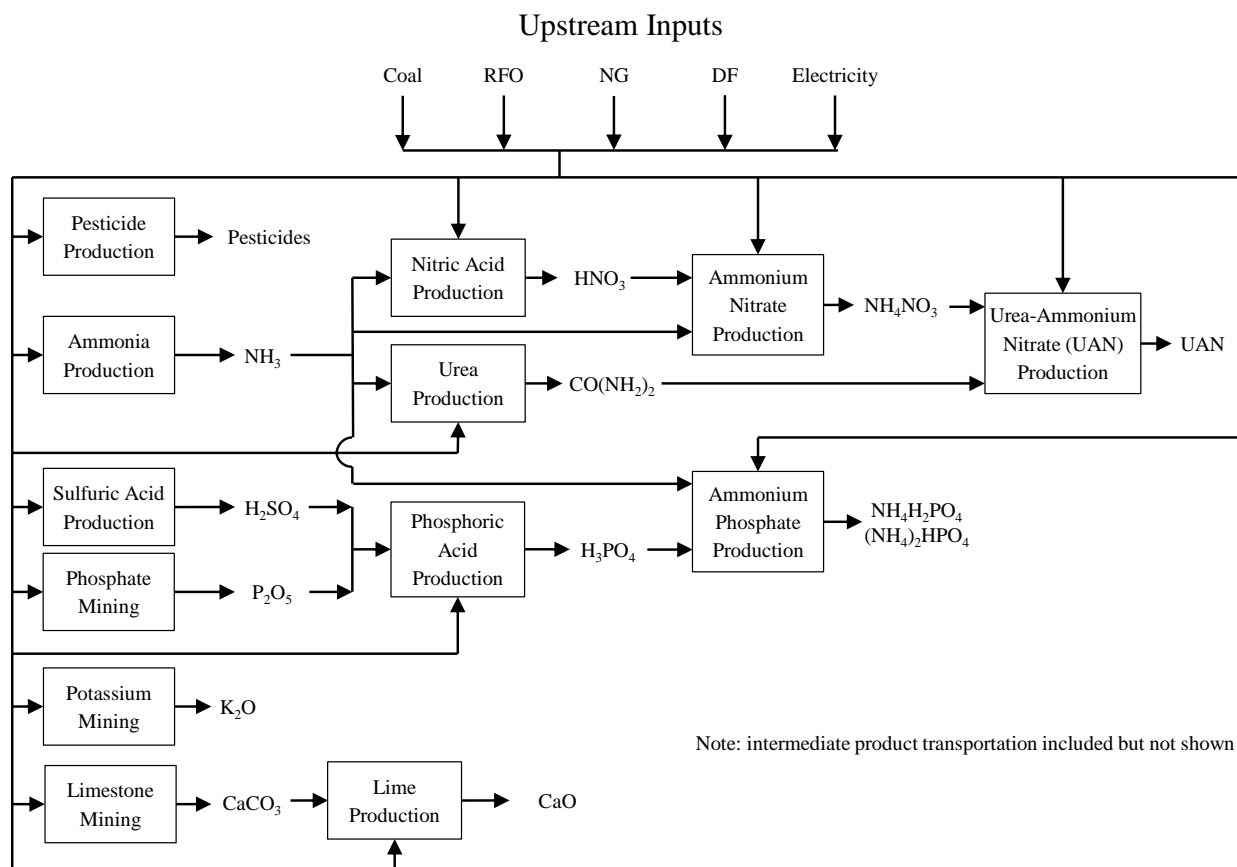 Upstream Inputs
Coal
RFO
NG
DF
Electricity
Pesticide
Production
Pesticides
Nitric Acid
Production
HNO₃
Ammonium
Nitrate
Production
NH₄NO₃
Urea-Ammonium
Nitrate (UAN)
Production
UAN
Ammonia
Production
NH₃
Urea
Production
CO(NH₂)₂
Sulfuric Acid
Production
H₂SO₄
Phosphate
Mining
P₂O₅
Phosphoric
Acid
Production
H₃PO₄
Ammonium
Phosphate
Production
NH₄H₂PO₄
(NH₄)₂HPO₄
Potassium
Mining
K₂O
Note: intermediate product transportation included but not shown
Limestone
Mining
CaCO₃
Lime
Production
CaO